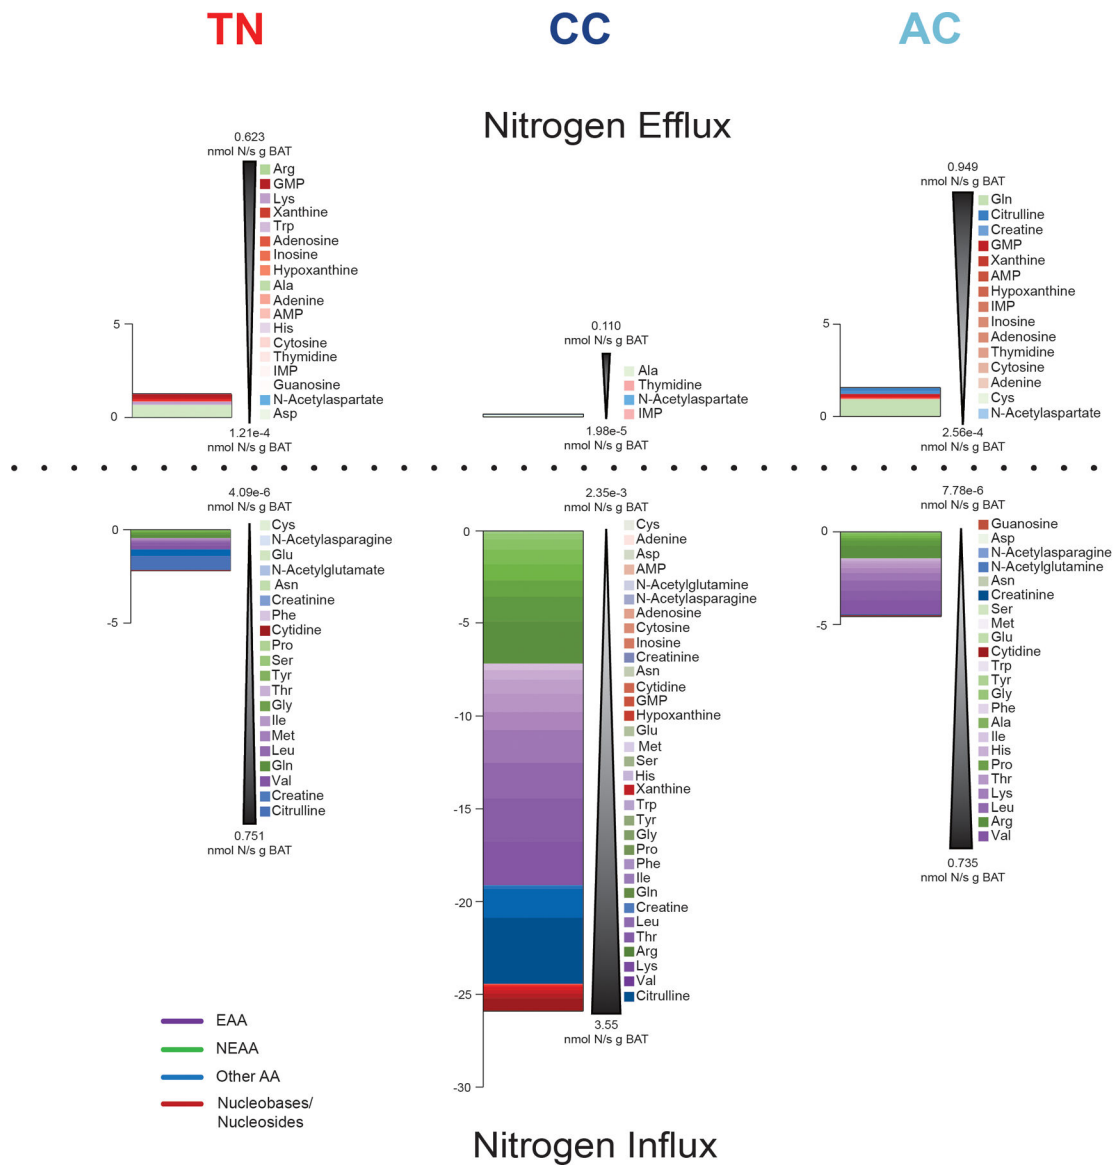 TN
CC
AC
Nitrogen Efflux
0.623
nmol N/s g BAT
Arg
GMP
Lys
Xanthine
Trp
Adenosine
Inosine
Hypoxanthine
Ala
Adenine
AMP
His
Cytosine
Thymidine
IMP
Guanosine
N-Acetylaspartate
Asp
1.21e-4
nmol N/s g BAT
5
0
0.110
nmol N/s g BAT
Ala
Thymidine
N-Acetylaspartate
IMP
1.98e-5
nmol N/s g BAT
0.949
nmol N/s g BAT
Gln
Citrulline
Creatine
GMP
Xanthine
AMP
Hypoxanthine
IMP
Inosine
Adenosine
Thymidine
Cytosine
Adenine
Cys
N-Acetylaspartate
2.56e-4
nmol N/s g BAT
5
0
4.09e-6
nmol N/s g BAT
0
-5
Cys
N-Acetylasparagine
Glu
N-Acetylglutamate
Asn
Creatinine
Phe
Cytidine
Pro
Ser
Tyr
Thr
Gly
Ile
Met
Leu
Gln
Val
Creatine
Citrulline
0.751
nmol N/s g BAT
2.35e-3
nmol N/s g BAT
0
-5
-10
-15
-20
-25
-30
Cys
Adenine
Asp
AMP
N-Acetylglutamine
N-Acetylasparagine
Adenosine
Cytosine
Inosine
Creatinine
Asn
Cytidine
GMP
Hypoxanthine
Glu
Met
Ser
His
Xanthine
Trp
Tyr
Gly
Pro
Phe
Ile
Gln
Creatine
Leu
Thr
Arg
Lys
Val
Citrulline
3.55
nmol N/s g BAT
7.78e-6
nmol N/s g BAT
0
-5
Guanosine
Asp
N-Acetylasparagine
N-Acetylglutamine
Asn
Creatinine
Ser
Met
Glu
Cytidine
Trp
Tyr
Gly
Phe
Ala
Ile
His
Pro
Thr
Lys
Leu
Arg
Val
0.735
nmol N/s g BAT
EAA
NEAA
Other AA
Nucleobases/
Nucleosides
Nitrogen Influx